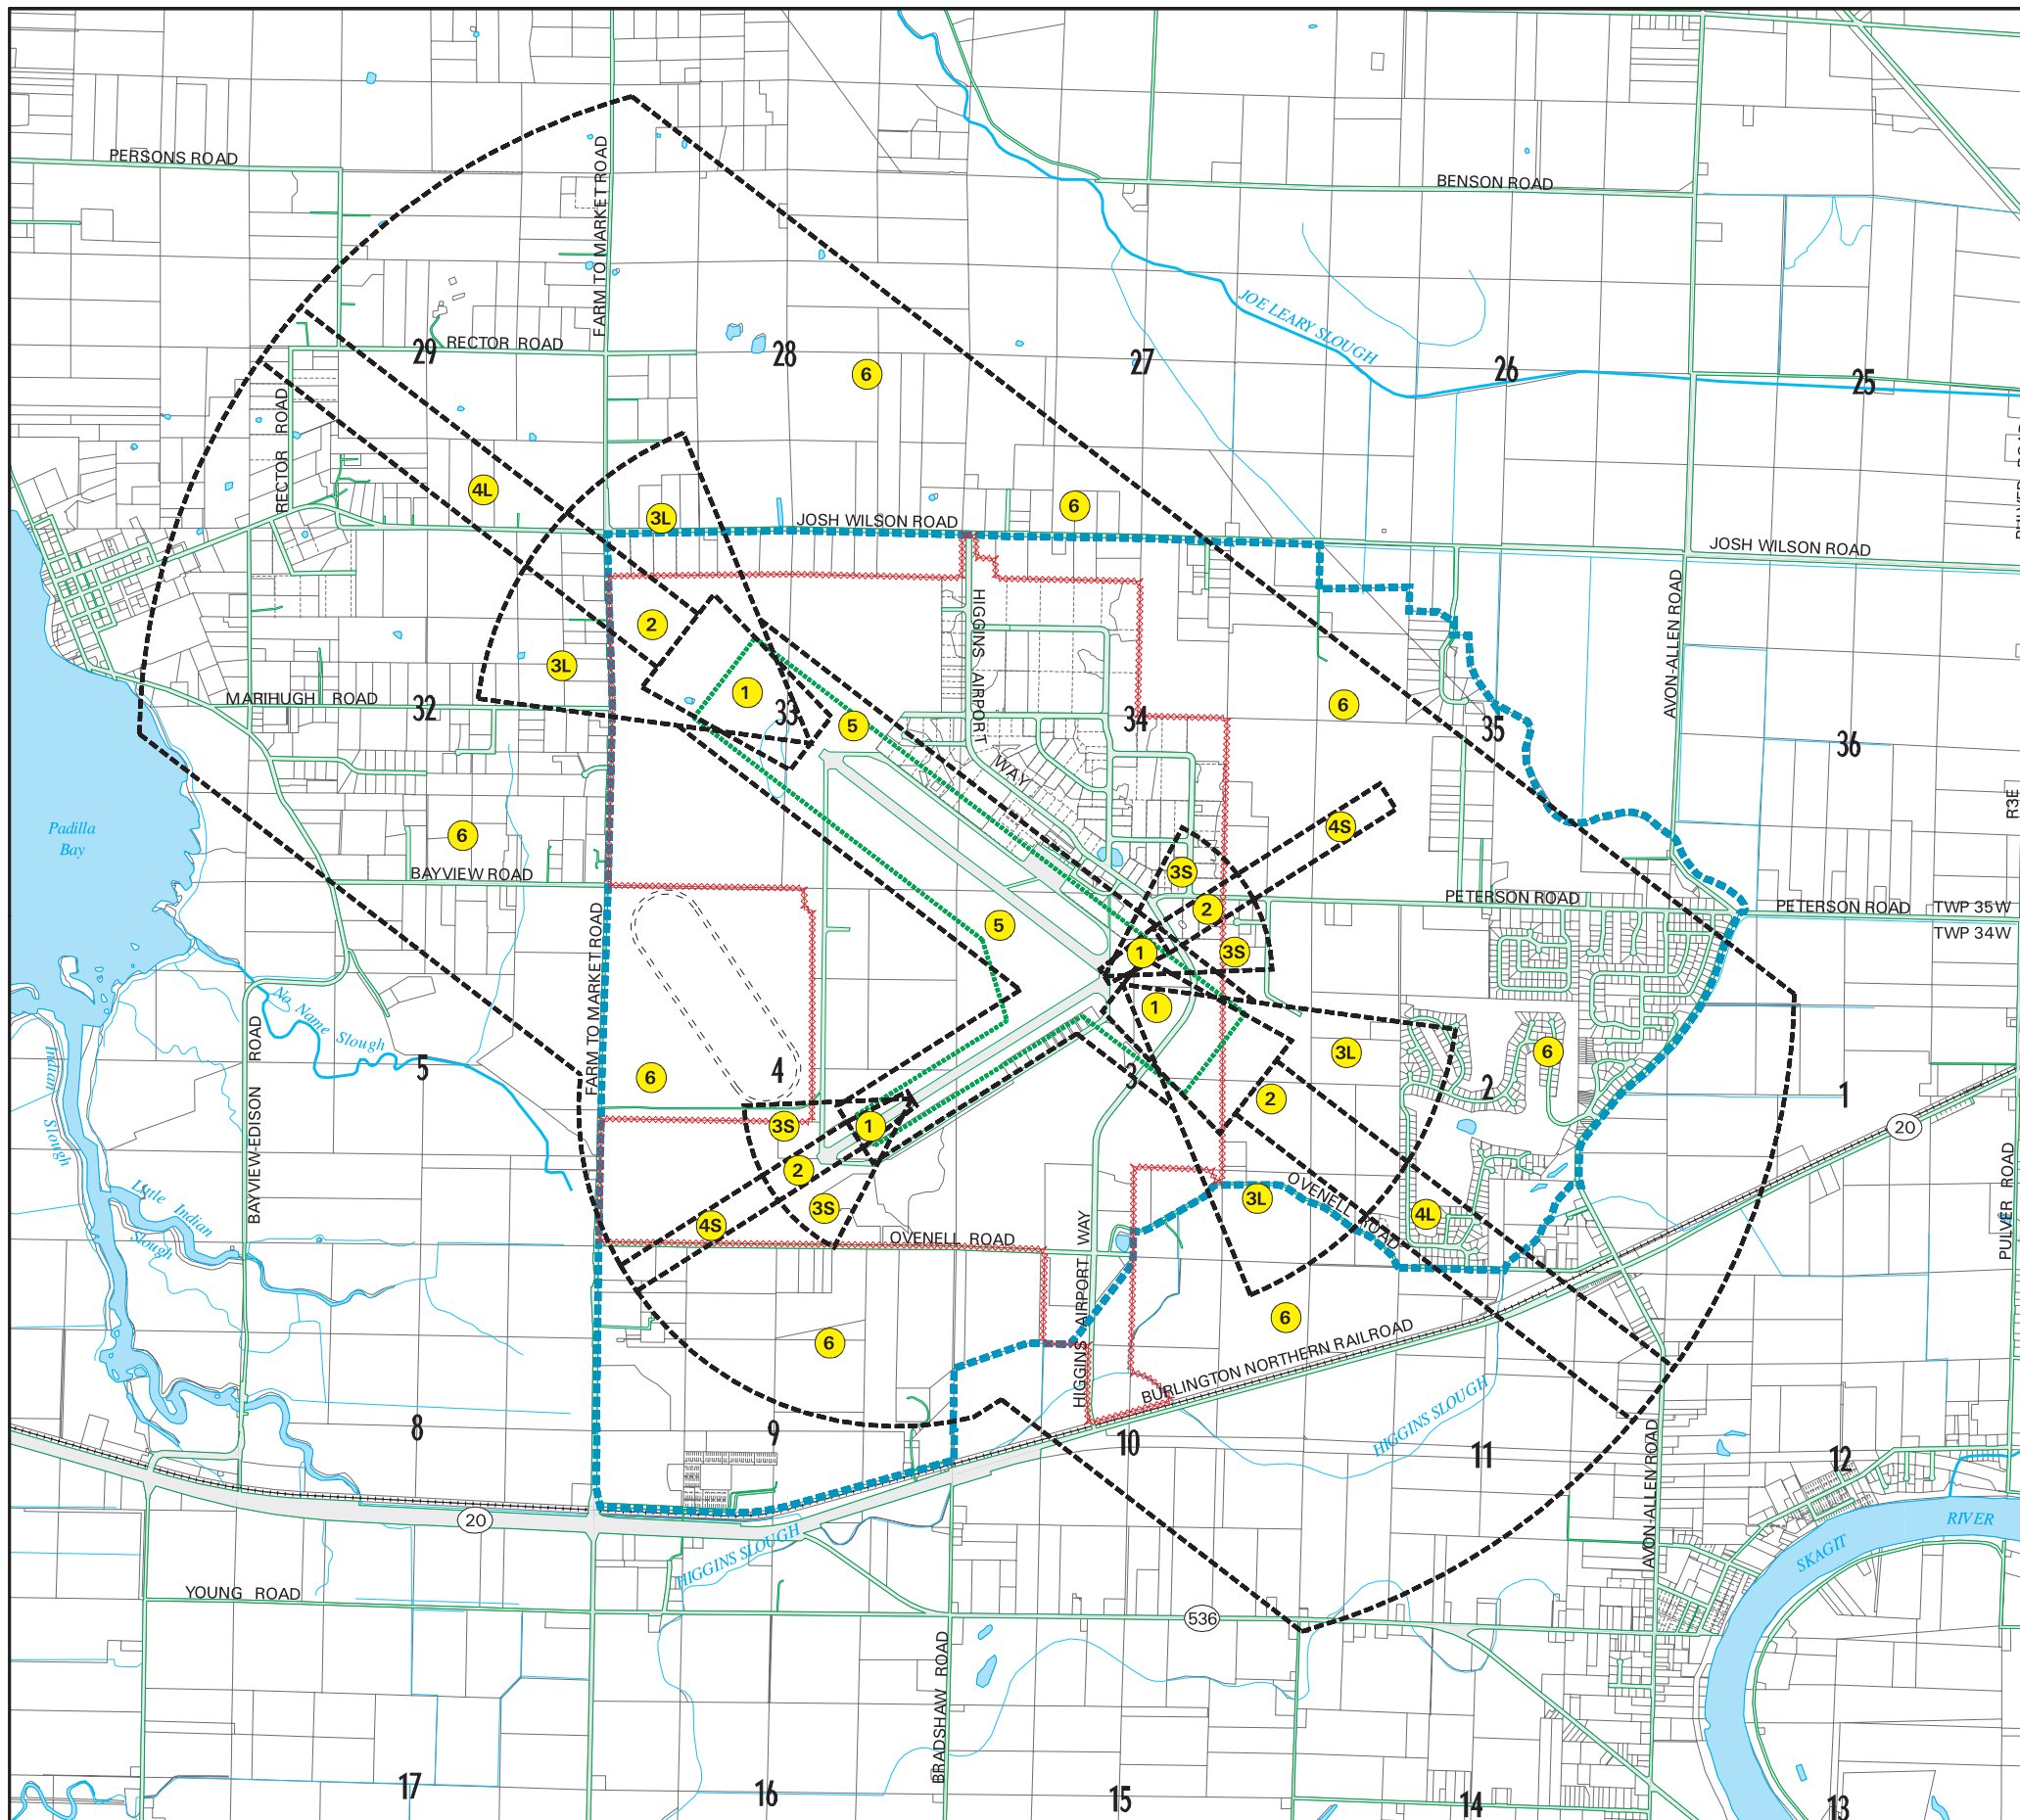 PERSONS ROAD
FARM TO MARKET ROAD
BENSON ROAD
JOE LEARY SLOUGH
29
RECTOR ROAD
28
6
27
26
25
RECTOR ROAD
4L
3L
JOSH WILSON ROAD
6
JOSH WILSON ROAD
AVON-ALLEN ROAD
2
3L
HIGGINS AIRPORT
WAY
MARIHUGH ROAD
32
1
33
5
34
6
35
36
R3E
Padilla
Bay
6
4S
BAYVIEW ROAD
3S
2
PETERSON ROAD
PETERSON ROAD
TWP 35W
TWP 34W
5
1
3S
FARM TO MARKET ROAD
No Name Slough
1
BAYVIEW-EDISON ROAD
Indian
Slough
5
6
4
3
3L
6
2
2
1
20
3S
1
2
Little Indian
Slough
3S
4S
OVENELL ROAD
3L
OVENELL ROAD
4L
PULVER ROAD
HIGGINS AIRPORT WAY
6
6
BURLINGTON NORTHERN RAILROAD
HIGGINS SLOUGH
8
9
10
11
12
AVON-ALLEN ROAD
20
HIGGINS SLOUGH
SKAGIT
RIVER
YOUNG ROAD
536
BRADSHAW ROAD
17
16
15
14
13